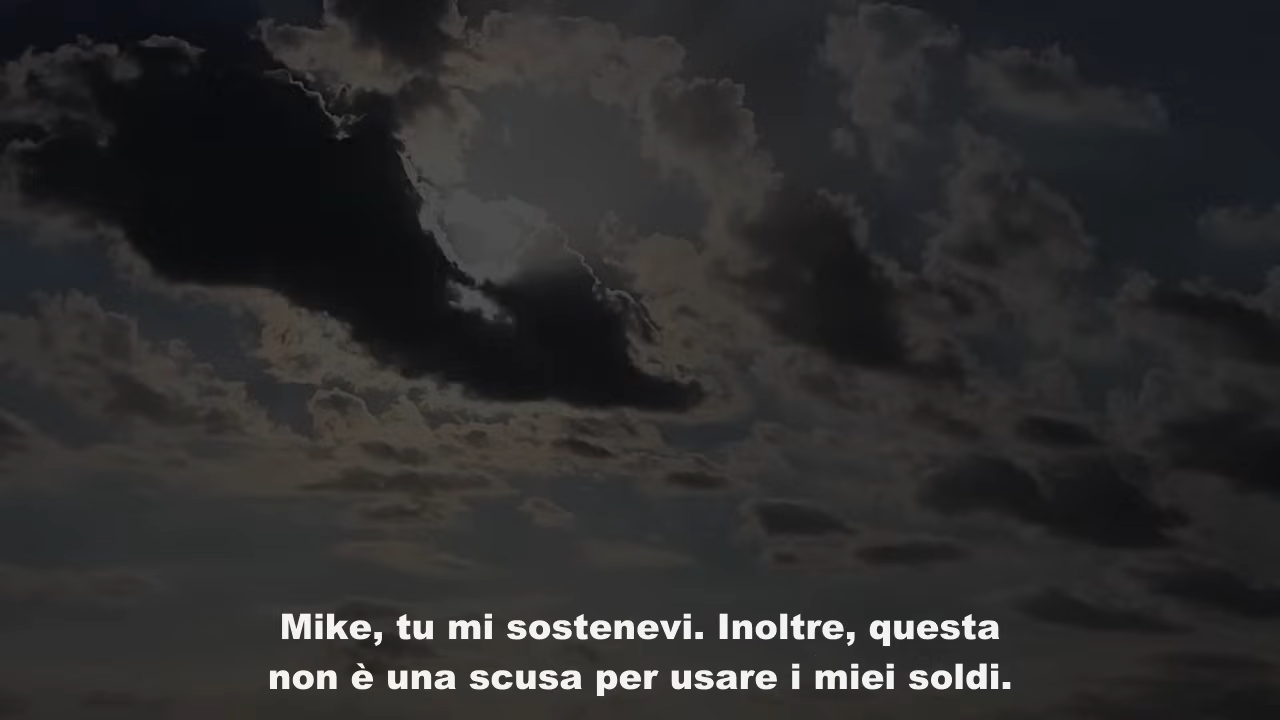 Mike, tu mi sostenevi. Inoltre, questa
non è una scusa per usare i miei soldi.